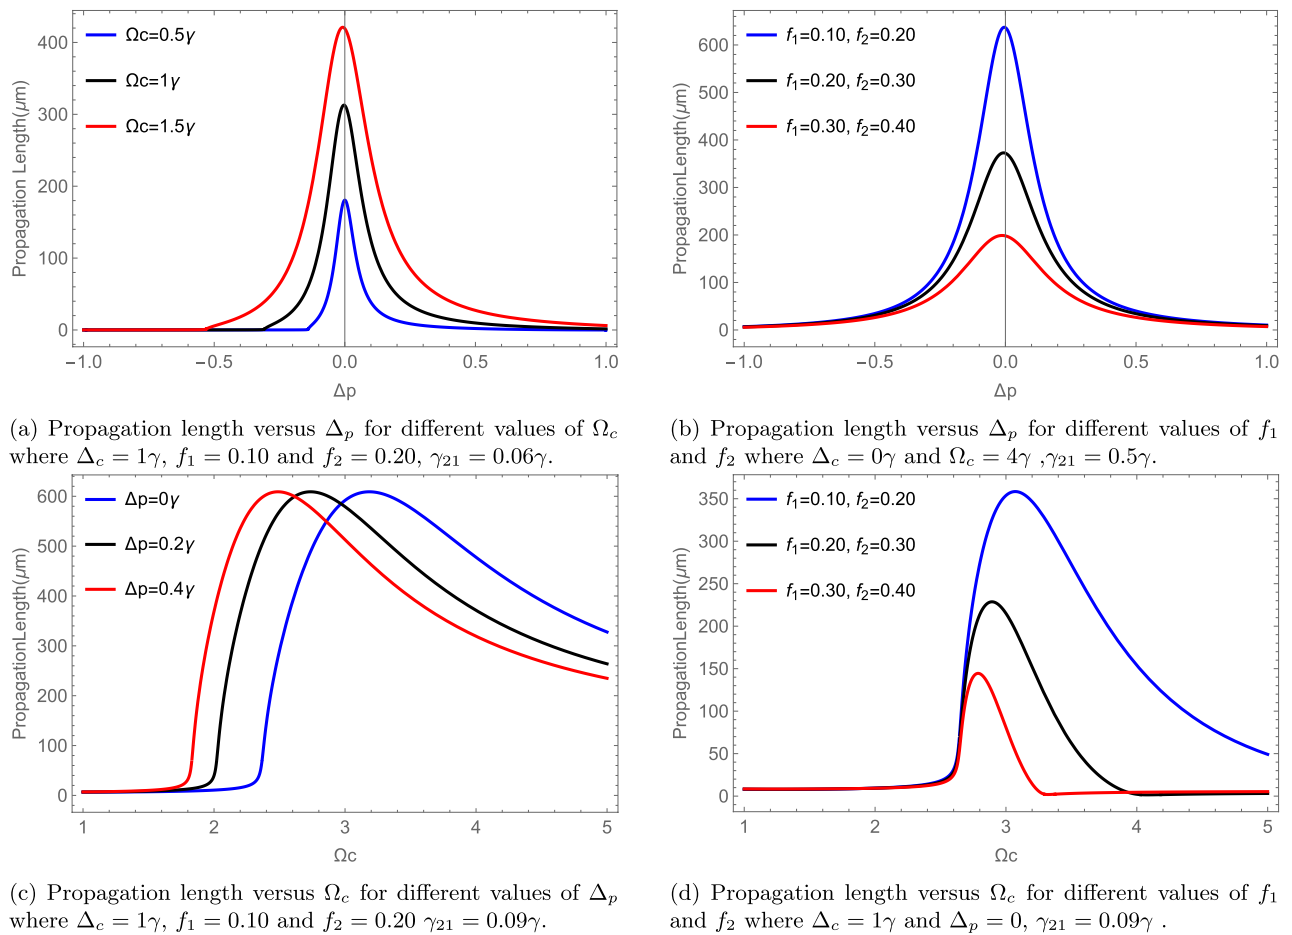 Propagation Length(μm)
400
300
200
100
0
Ωc=0.5γ
Ωc=1γ
Ωc=1.5γ
−1.0 −0.5 0.0 0.5 1.0
Δp
(a) Propagation length versus Δp for different values of Ωc
where Δc = 1γ, f1 = 0.10 and f2 = 0.20, γ21 = 0.06γ.
PropagationLength(μm)
600
500
400
300
200
100
0
f1=0.10, f2=0.20
f1=0.20, f2=0.30
f1=0.30, f2=0.40
−1.0 −0.5 0.0 0.5 1.0
Δp
(b) Propagation length versus Δp for different values of f1
and f2 where Δc = 0γ and Ωc = 4γ ,γ21 = 0.5γ.
PropagationLength(μm)
600
500
400
300
200
100
0
Δp=0γ
Δp=0.2γ
Δp=0.4γ
1 2 3 4 5
Ωc
(c) Propagation length versus Ωc for different values of Δp
where Δc = 1γ, f1 = 0.10 and f2 = 0.20 γ21 = 0.09γ.
PropagationLength(μm)
350
300
250
200
150
100
50
0
f1=0.10, f2=0.20
f1=0.20, f2=0.30
f1=0.30, f2=0.40
1 2 3 4 5
Ωc
(d) Propagation length versus Ωc for different values of f1
and f2 where Δc = 1γ and Δp = 0, γ21 = 0.09γ .